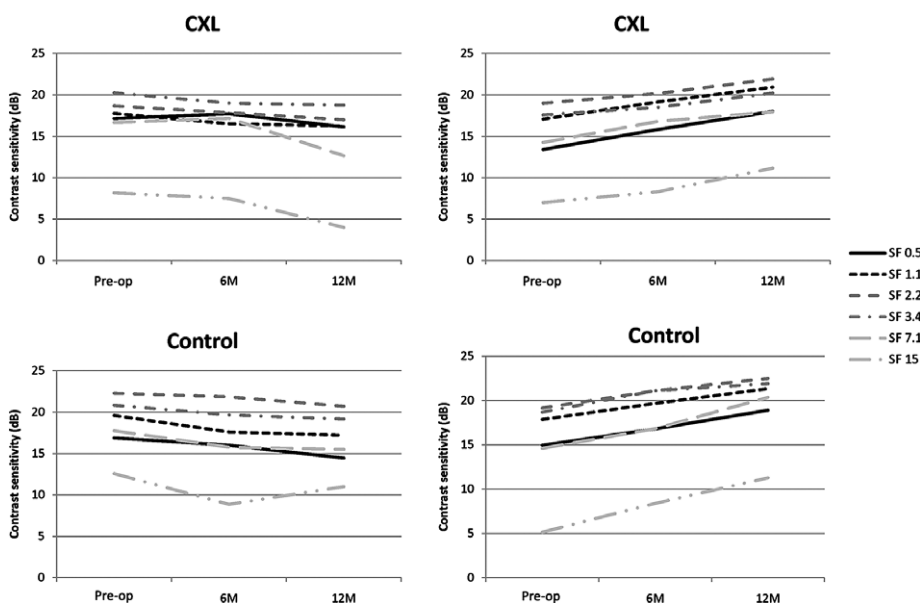 CXL
25
20
15
10
5
0
Contrast sensitivity (dB)
Pre-op 6M 12M
CXL
25
20
15
10
5
0
Contrast sensitivity (dB)
Pre-op 6M 12M
Control
25
20
15
10
5
0
Contrast sensitivity (dB)
Pre-op 6M 12M
Control
25
20
15
10
5
0
Contrast sensitivity (dB)
Pre-op 6M 12M
SF 0.5
SF 1.1
SF 2.2
SF 3.4
SF 7.1
SF 15